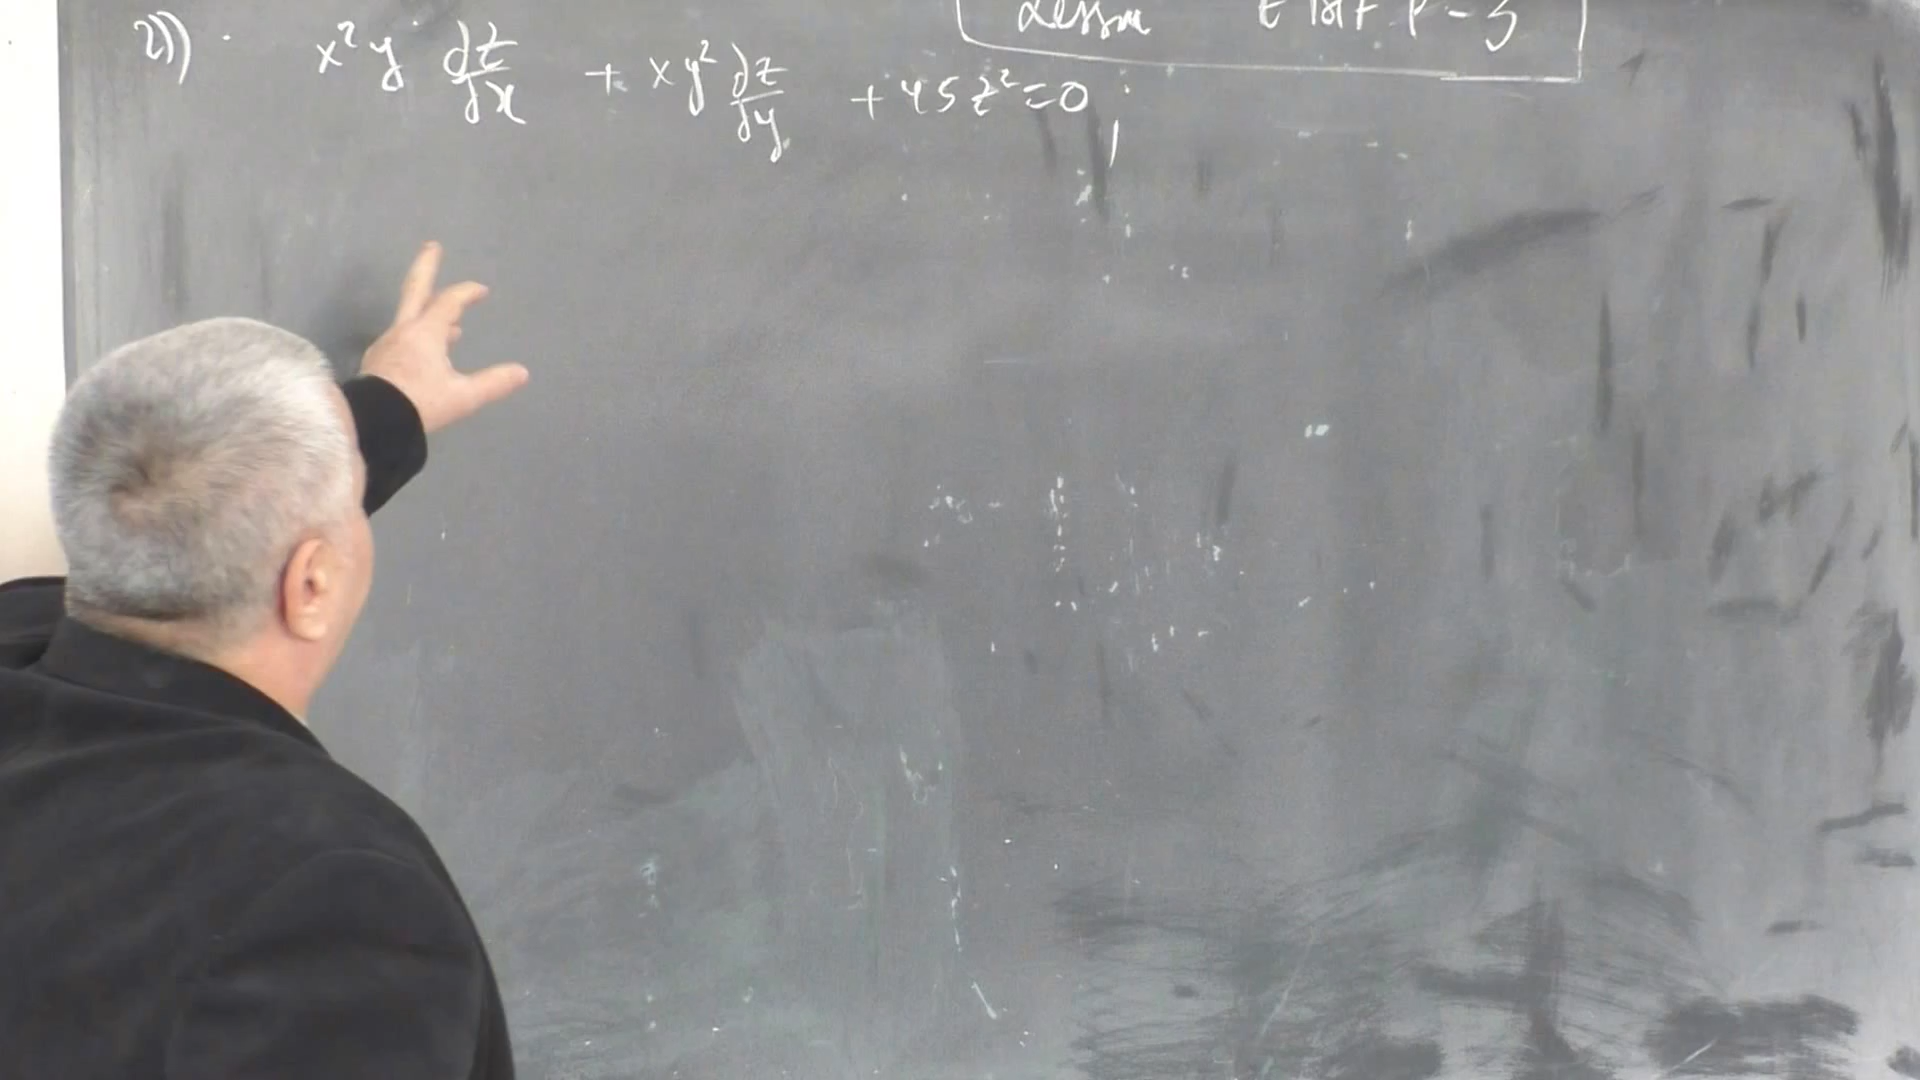 2)) x²y ∂z/∂x + xy² ∂z/∂y + 45z² = 0;